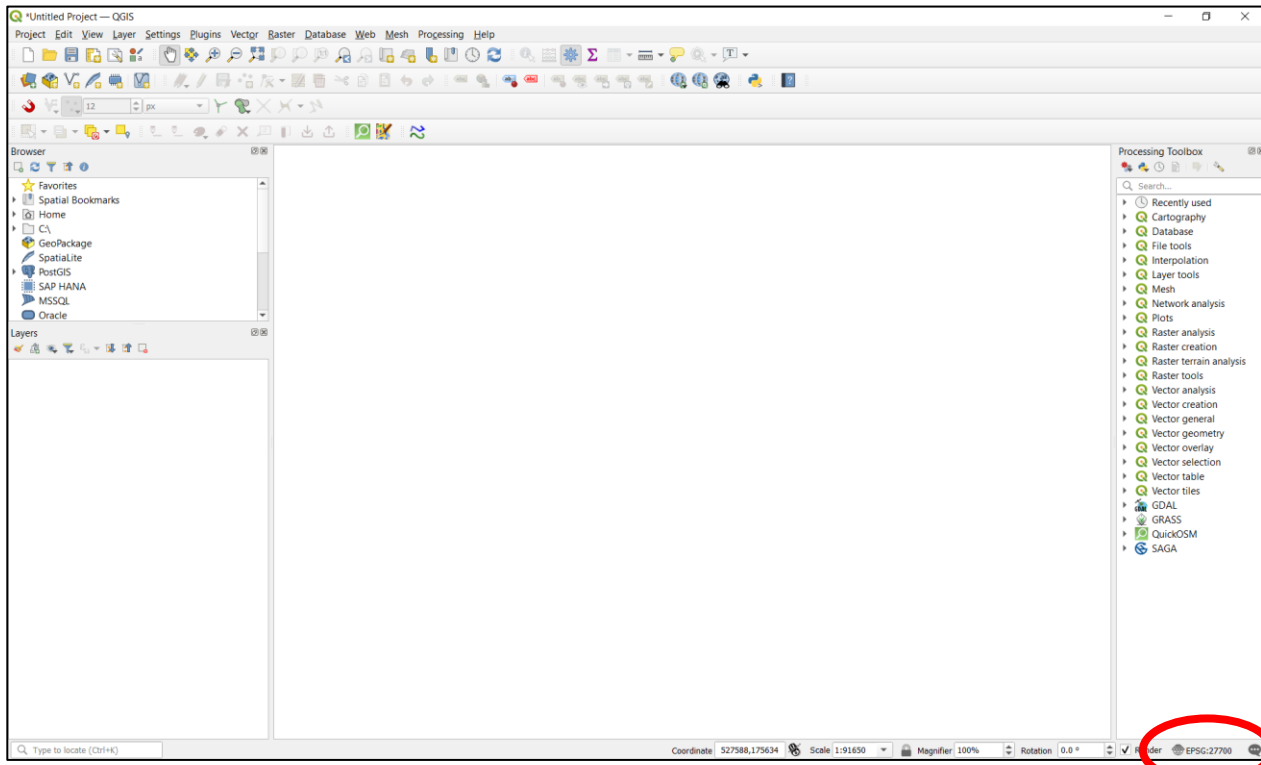 *Untitled Project — QGIS
Project Edit View Layer Settings Plugins Vector Raster Database Web Mesh Processing Help
12 px
Browser
Favorites
Spatial Bookmarks
Home
C:\
GeoPackage
SpatiaLite
PostGIS
SAP HANA
MSSQL
Oracle
Layers
Processing Toolbox
Search...
Recently used
Cartography
Database
File tools
Interpolation
Layer tools
Mesh
Network analysis
Plots
Raster analysis
Raster creation
Raster terrain analysis
Raster tools
Vector analysis
Vector creation
Vector general
Vector geometry
Vector overlay
Vector selection
Vector table
Vector tiles
GDAL
GRASS
QuickOSM
SAGA
Type to locate (Ctrl+K) Coordinate 527588,175634 Scale 1:91650 Magnifier 100% Rotation 0.0 ° EPSG:27700